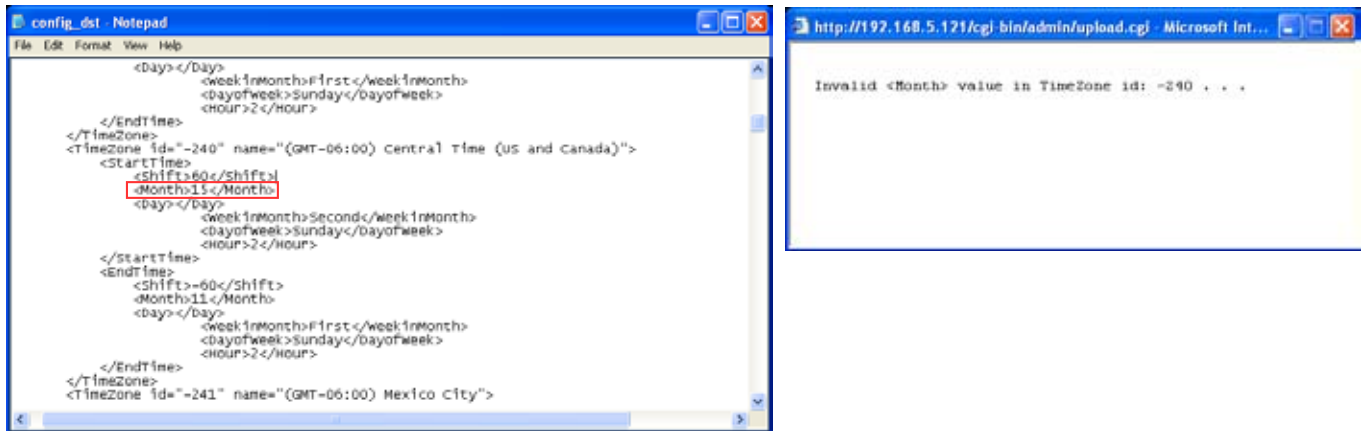 config_dst - Notepad
File Edit Format View Help
<Day></Day>
<WeekInMonth>First</WeekInMonth>
<DayofWeek>Sunday</DayofWeek>
<Hour>2</Hour>
</EndTime>
</TimeZone>
<TimeZone id="-240" name="(GMT-06:00) Central Time (US and Canada)">
<StartTime>
<Shift>60</Shift>
<Month>15</Month>
<Day></Day>
<WeekInMonth>Second</WeekInMonth>
<DayofWeek>Sunday</DayofWeek>
<Hour>2</Hour>
</StartTime>
<EndTime>
<Shift>-60</Shift>
<Month>11</Month>
<Day></Day>
<WeekInMonth>First</WeekInMonth>
<DayofWeek>Sunday</DayofWeek>
<Hour>2</Hour>
</EndTime>
</TimeZone>
<TimeZone id="-241" name="(GMT-06:00) Mexico City">
http://192.168.5.121/cgi-bin/admin/upload.cgi - Microsoft Int...
Invalid <Month> value in TimeZone id: -240 . . .